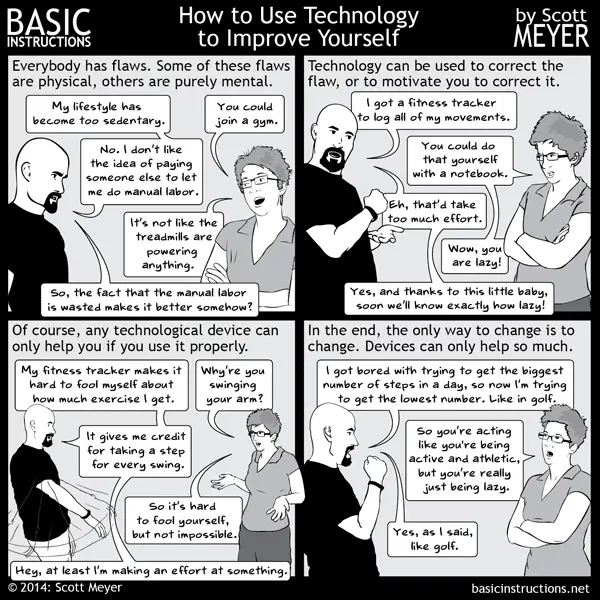 BASIC
INSTRUCTIONS
How to Use Technology
to Improve Yourself
by Scott
MEYER
Everybody has flaws. Some of these flaws
are physical, others are purely mental.
My lifestyle has
become too sedentary.
You could
join a gym.
No. I don't like
the idea of paying
someone else to let
me do manual labor.
It's not like the
treadmills are
powering
anything.
So, the fact that the manual labor
is wasted makes it better somehow?
Technology can be used to correct the
flaw, or to motivate you to correct it.
I got a fitness tracker
to log all of my movements.
You could do
that yourself
with a notebook.
Eh, that'd take
too much effort.
Wow, you
are lazy!
Yes, and thanks to this little baby,
soon we'll know exactly how lazy!
Of course, any technological device can
only help you if you use it properly.
My fitness tracker makes it
hard to fool myself about
how much exercise I get.
Why're you
swinging
your arm?
It gives me credit
for taking a step
for every swing.
So it's hard
to fool yourself,
but not impossible.
Hey, at least I'm making an effort at something.
In the end, the only way to change is to
change. Devices can only help so much.
I got bored with trying to get the biggest
number of steps in a day, so now I'm trying
to get the lowest number. Like in golf.
So you're acting
like you're being
active and athletic,
but you're really
just being lazy.
Yes, as I said,
like golf.
© 2014: Scott Meyer
basicinstructions.net